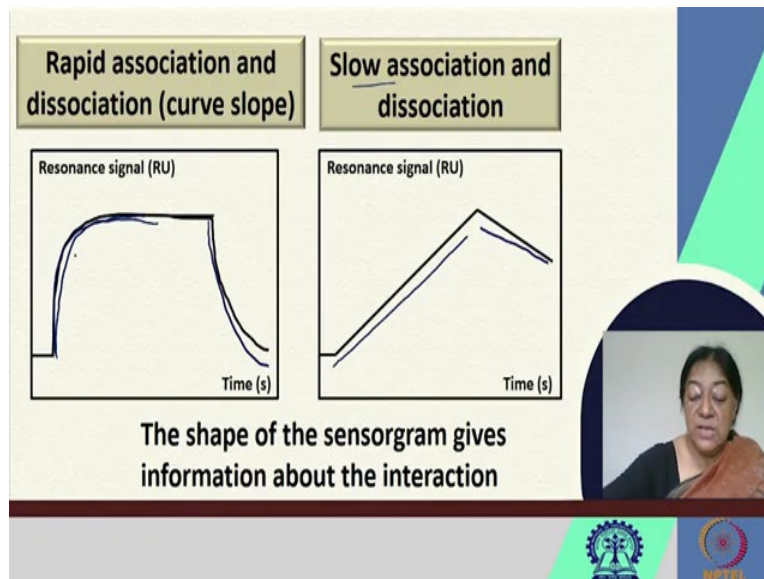 Rapid association and
dissociation (curve slope)
Slow association and
dissociation
Resonance signal (RU)
Time (s)
Resonance signal (RU)
Time (s)
The shape of the sensorgram gives
information about the interaction
NPTEL